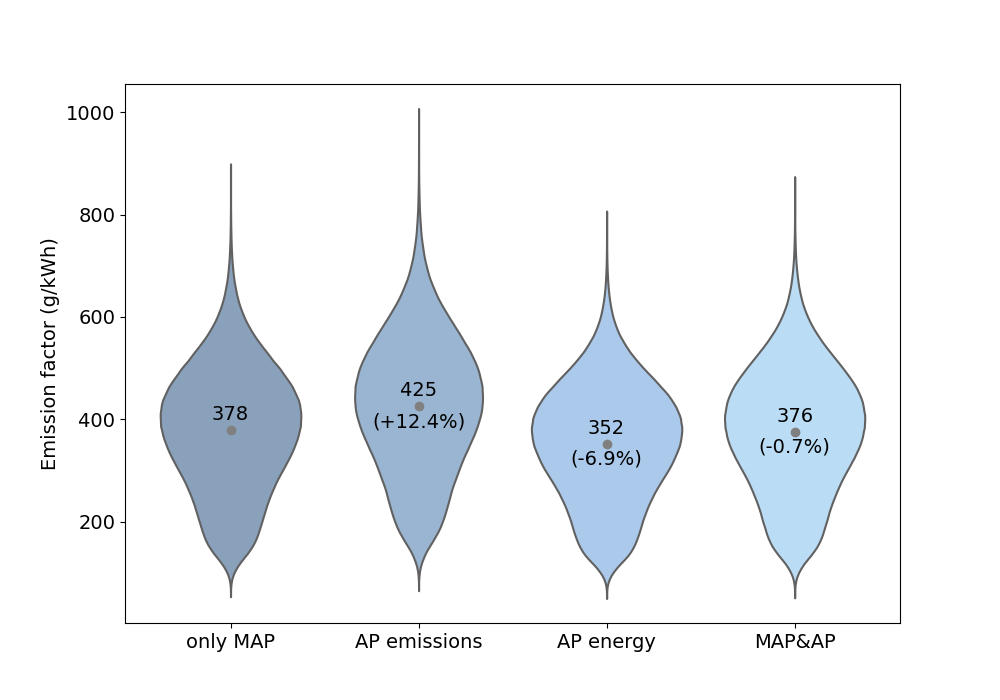 Emission factor (g/kWh)
1000
800
600
400
200
378
425
(+12.4%)
352
(-6.9%)
376
(-0.7%)
only MAP
AP emissions
AP energy
MAP&AP